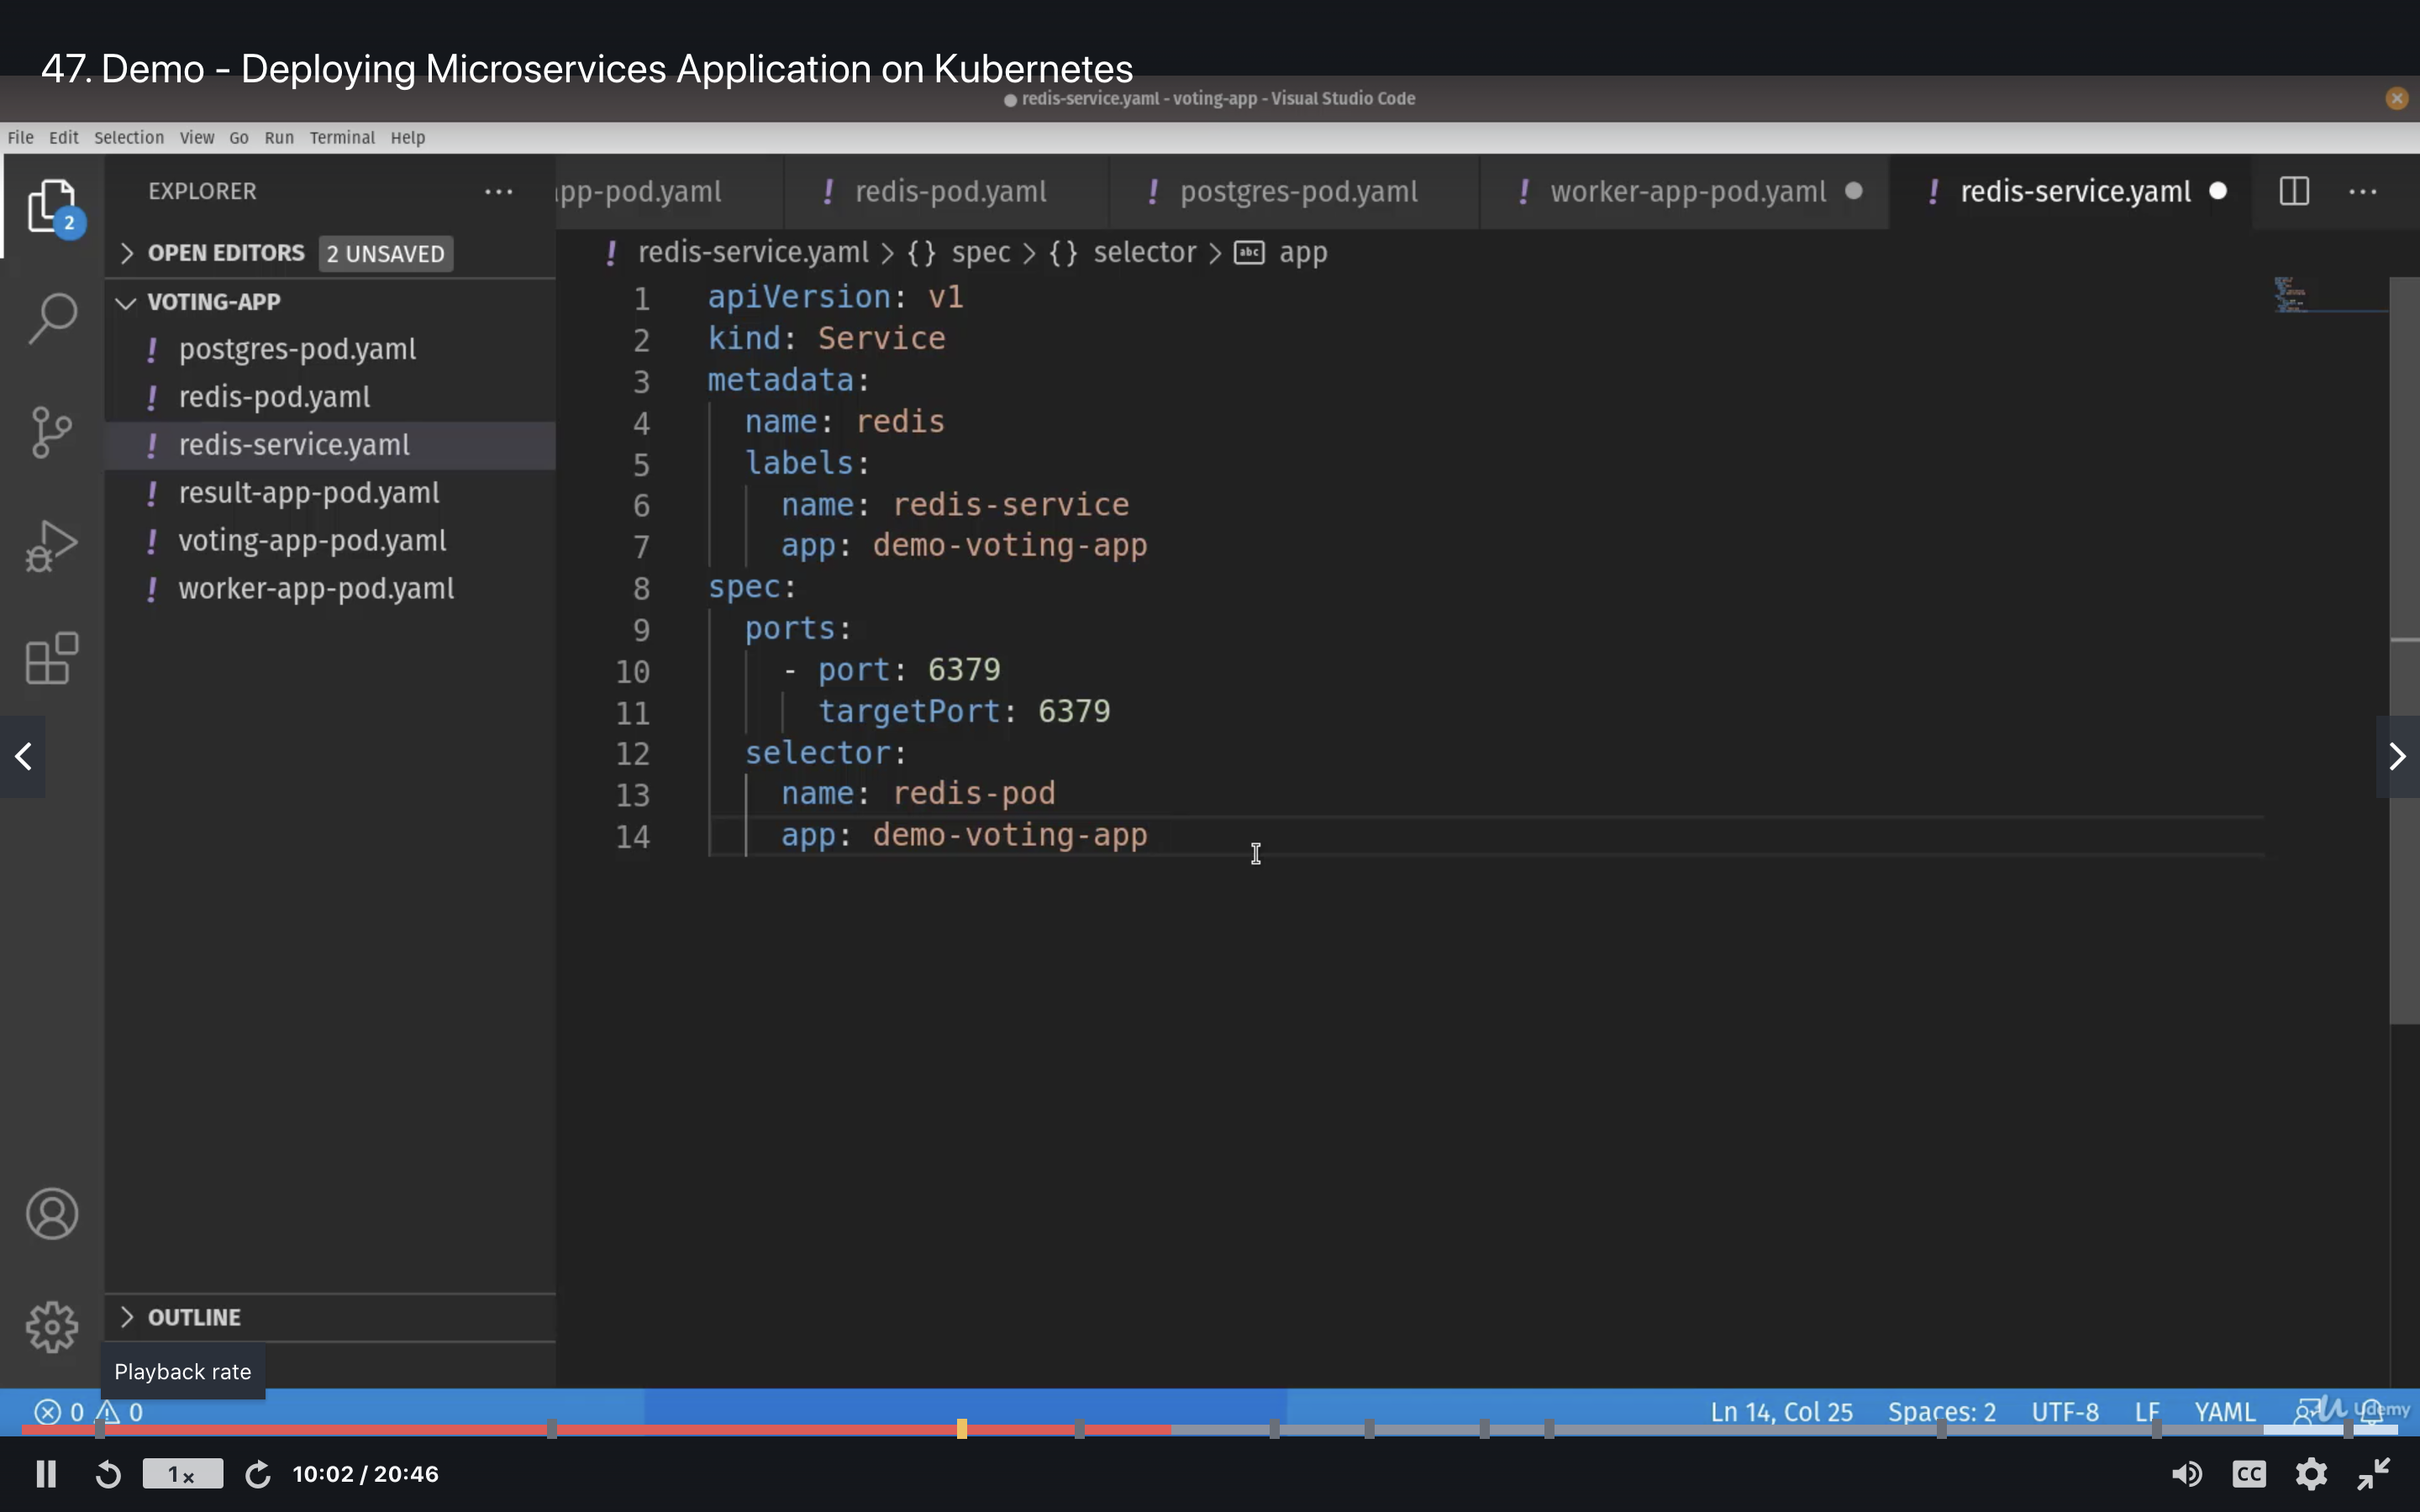 47. Demo - Deploying Microservices Application on Kubernetes
redis-service.yaml - voting-app - Visual Studio Code
File Edit Selection View Go Run Terminal Help
2
EXPLORER
pp-pod.yaml
! redis-pod.yaml
! postgres-pod.yaml
! worker-app-pod.yaml
! redis-service.yaml
OPEN EDITORS 2 UNSAVED
VOTING-APP
! postgres-pod.yaml
! redis-pod.yaml
! redis-service.yaml
! result-app-pod.yaml
! voting-app-pod.yaml
! worker-app-pod.yaml
! redis-service.yaml > {} spec > {} selector > abc app
1 apiVersion: v1
2 kind: Service
3 metadata:
4 name: redis
5 labels:
6 name: redis-service
7 app: demo-voting-app
8 spec:
9 ports:
10 - port: 6379
11 targetPort: 6379
12 selector:
13 name: redis-pod
14 app: demo-voting-app
OUTLINE
Playback rate
0 0
Ln 14, Col 25 Spaces: 2 UTF-8 LF YAML
Udemy
1x
10:02 / 20:46
CC